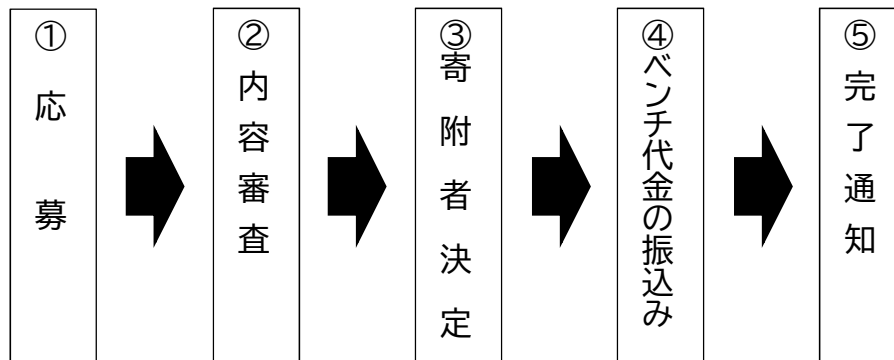 ①応募
②内容審査
③寄附者決定
④ベンチ代金の振込み
⑤完了通知